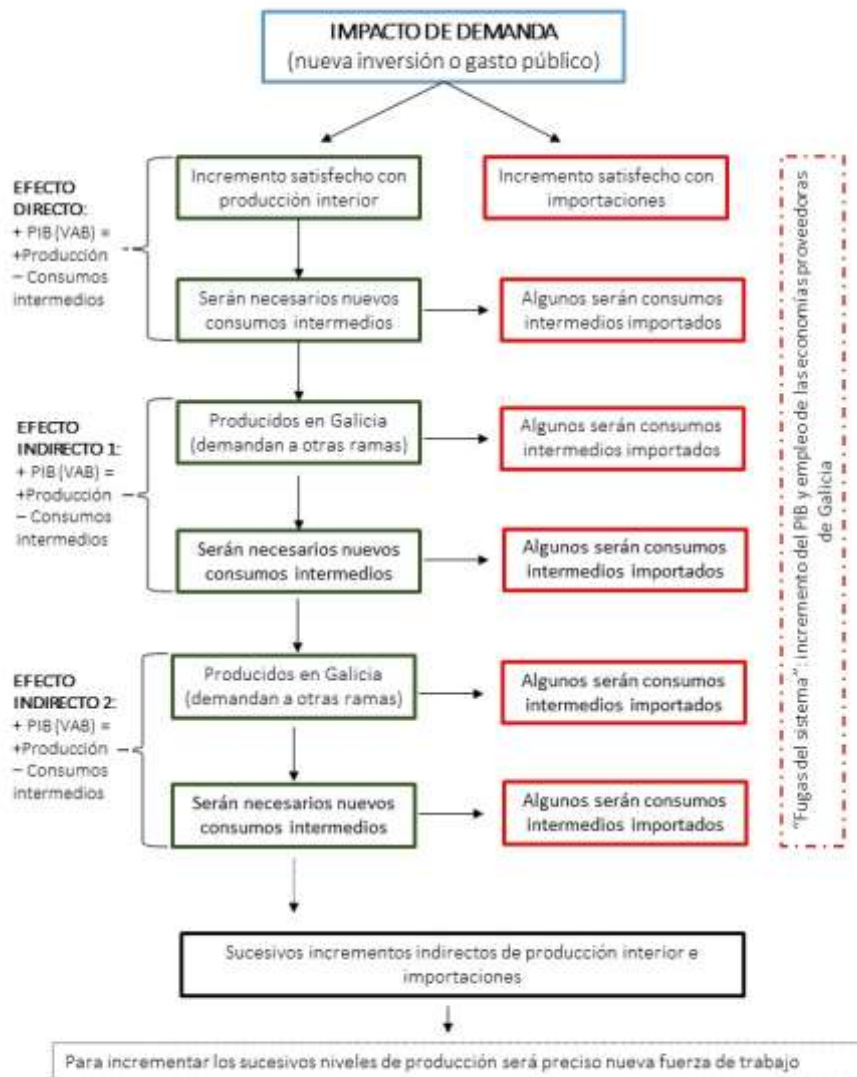 IMPACTO DE DEMANDA
(nueva inversión o gasto público)
EFECTO
DIRECTO:
+ PIB (VAB) =
+Producción
– Consumos
intermedios
Incremento satisfecho con
producción interior
Incremento satisfecho con
importaciones
Serán necesarios nuevos
consumos intermedios
Algunos serán consumos
intermedios importados
EFECTO
INDIRECTO 1:
+ PIB (VAB) =
+Producción
– Consumos
intermedios
Producidos en Galicia
(demandan a otras ramas)
Algunos serán consumos
intermedios importados
Serán necesarios nuevos
consumos intermedios
Algunos serán consumos
intermedios importados
EFECTO
INDIRECTO 2:
+ PIB (VAB) =
+Producción
– Consumos
intermedios
Producidos en Galicia
(demandan a otras ramas)
Algunos serán consumos
intermedios importados
Serán necesarios nuevos
consumos intermedios
Algunos serán consumos
intermedios importados
"Fugas del sistema": incremento del PIB y empleo de las economías proveedoras
de Galicia
Sucesivos incrementos indirectos de producción interior e
importaciones
Para incrementar los sucesivos niveles de producción será preciso nueva fuerza de trabajo